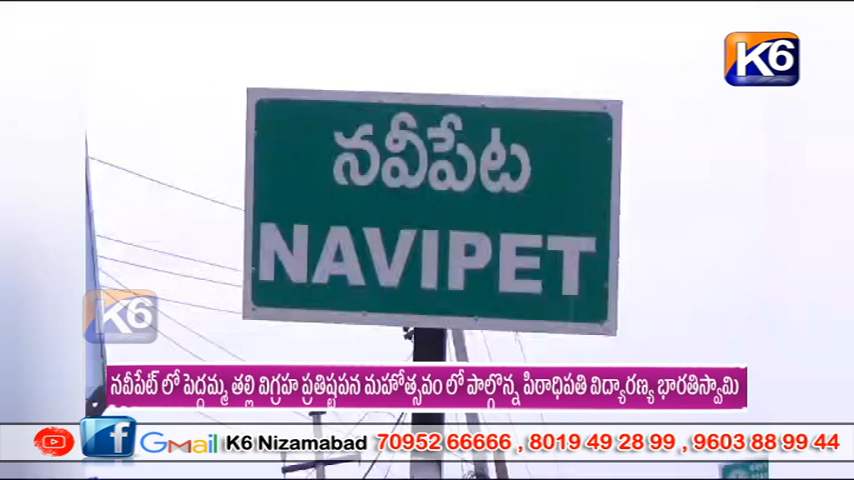 K6
నవీపేట
NAVIPET
K6
నవీపేట్ లో పెద్దమ్మ తల్లి విగ్రహ ప్రతిష్టపన మహోత్సవం లో పాల్గొన్న పిఠాధిపతి విద్యారణ్య భారతిస్వామి
f Gmail K6 Nizamabad 70952 66666 , 8019 49 28 99 , 9603 88 99 44